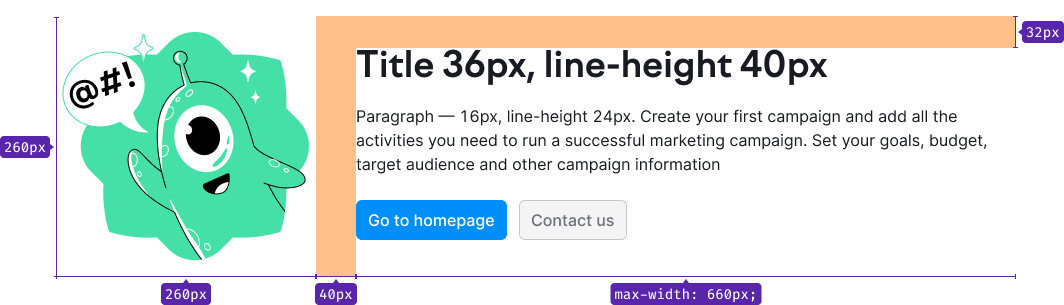 32px
@#!
Title 36px, line-height 40px
Paragraph — 16px, line-height 24px. Create your first campaign and add all the
activities you need to run a successful marketing campaign. Set your goals, budget,
target audience and other campaign information
260px
Go to homepage
Contact us
260px
40px
max-width: 660px;